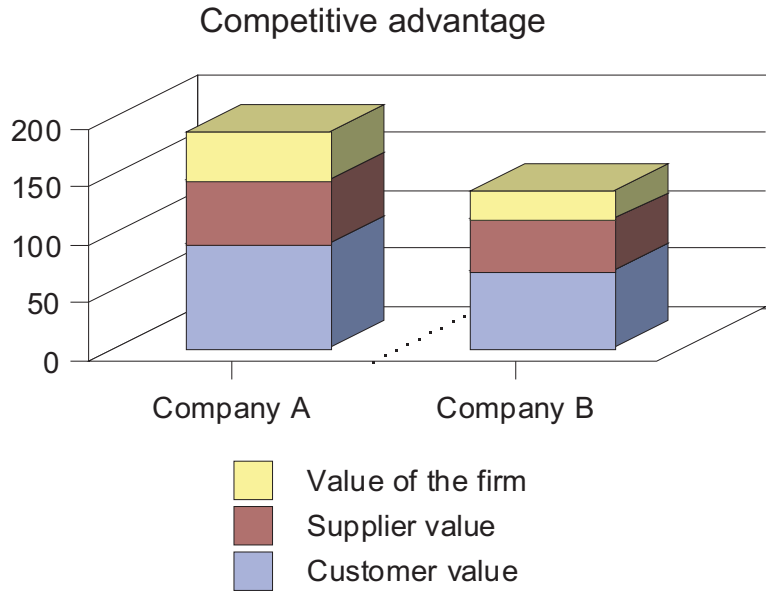 Competitive advantage
200
150
100
50
0
Company A
Company B
Value of the firm
Supplier value
Customer value